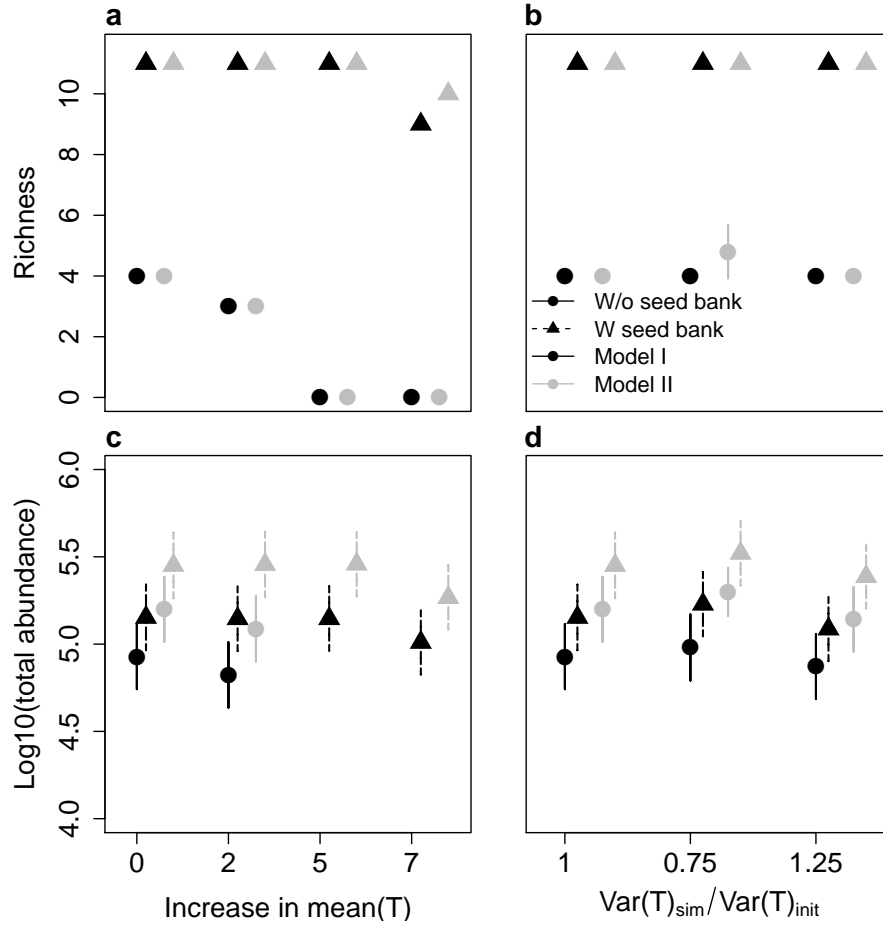 a
b
Richness
10
8
6
4
2
0
W/o seed bank
W seed bank
Model I
Model II
c
d
Log10(total abundance)
6.0
5.5
5.0
4.5
4.0
0 2 5 7
1 0.75 1.25
Increase in mean(T)
Var(T)sim/Var(T)init